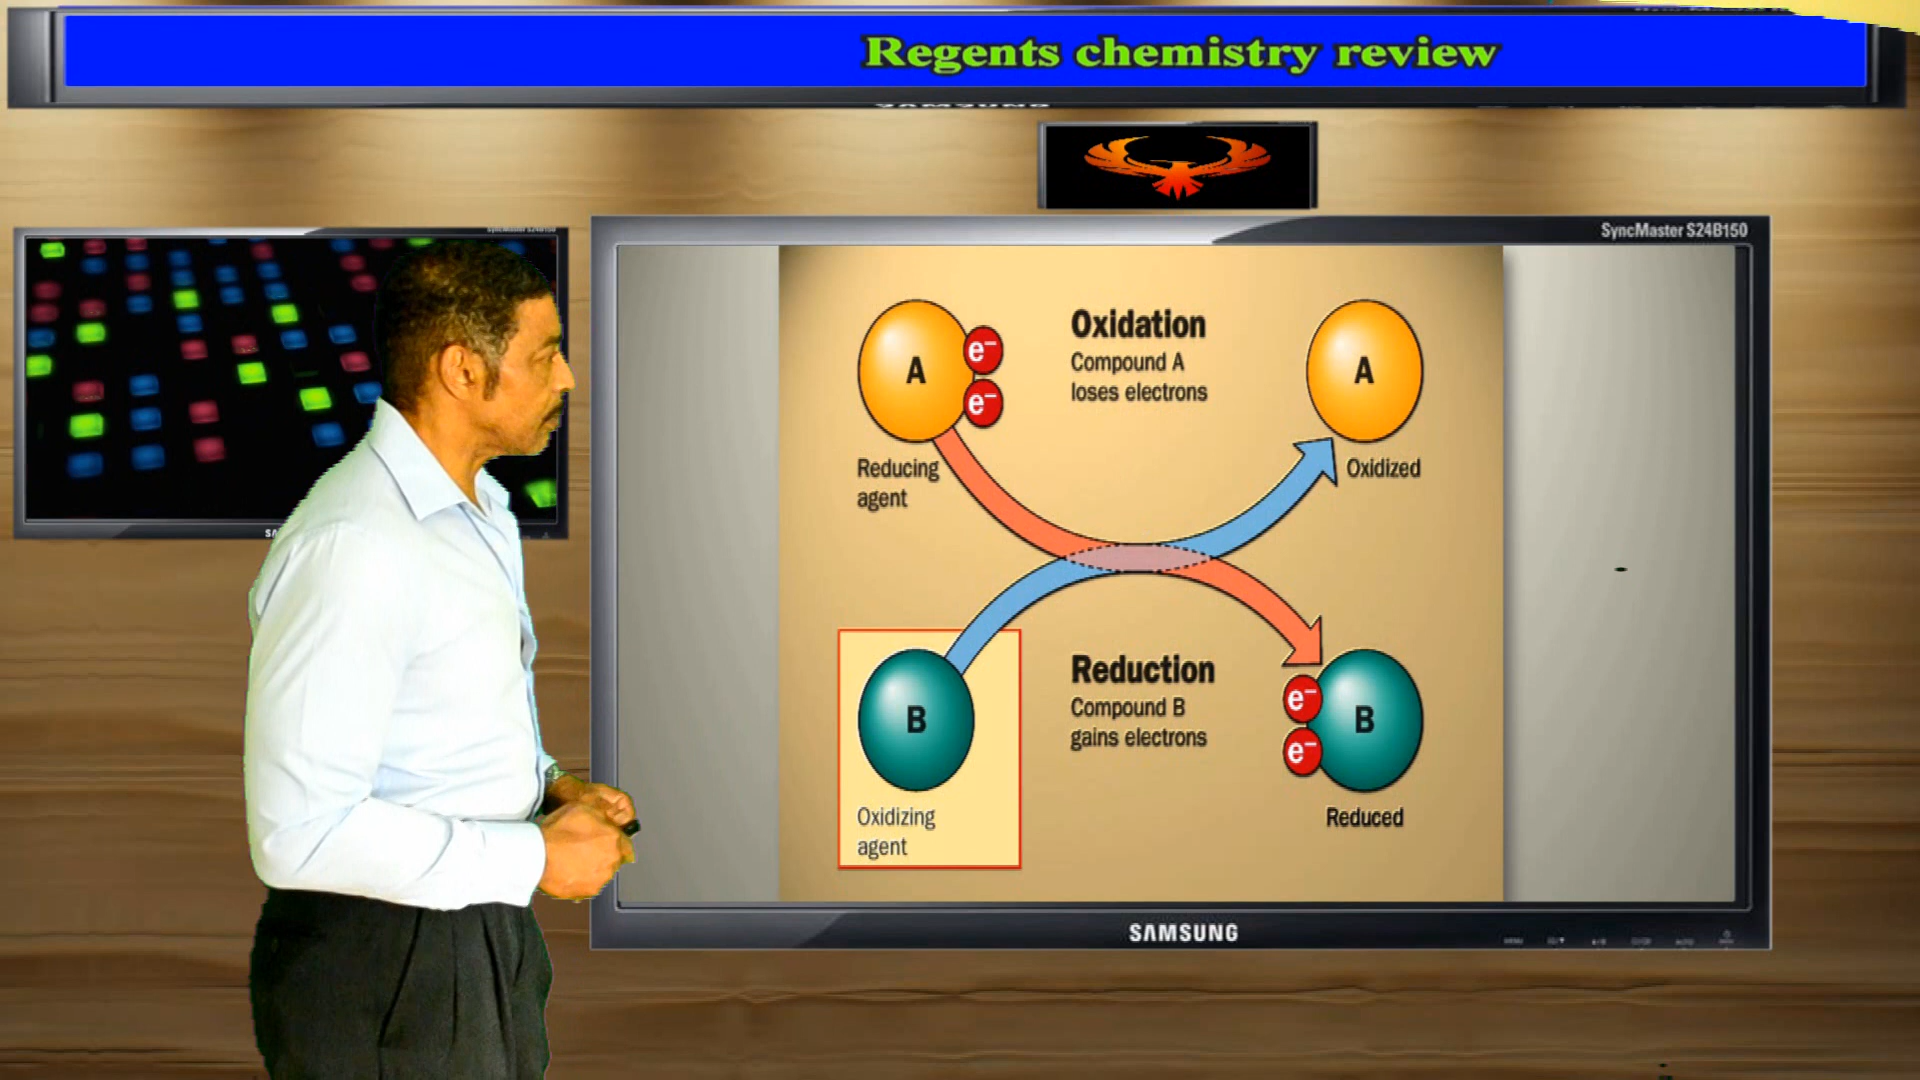 Regents chemistry review
SyncMaster S24B150
A
e⁻
e⁻
Oxidation
Compound A
loses electrons
A
Reducing
agent
Oxidized
B
Reduction
Compound B
gains electrons
e⁻
e⁻
B
Oxidizing
agent
Reduced
SAMSUNG